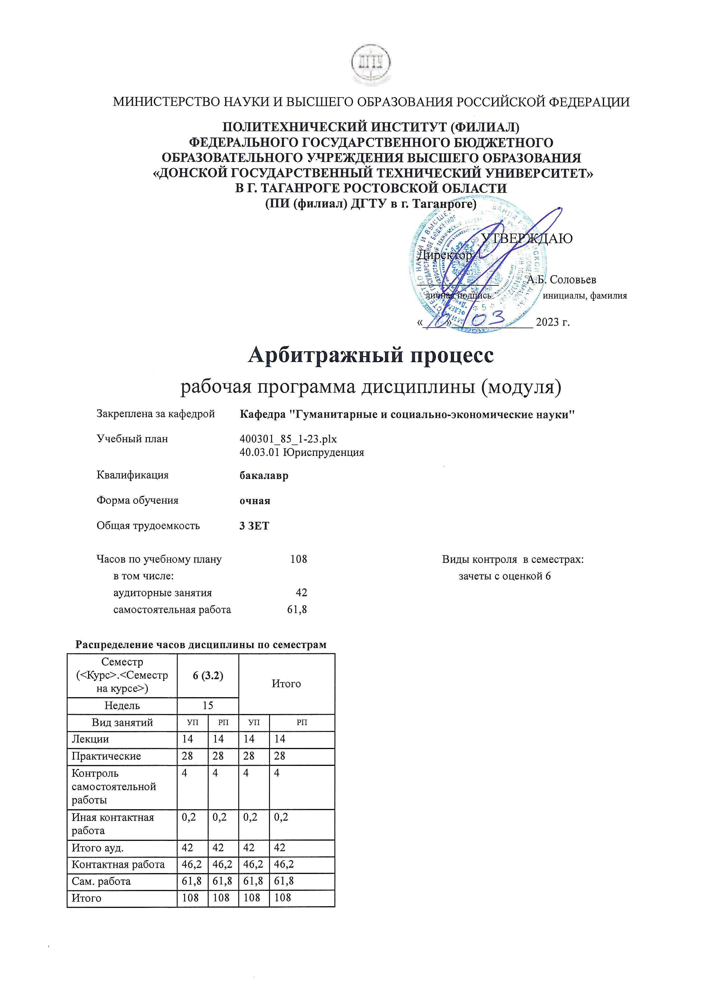 ДГТУ
МИНИСТЕРСТВО НАУКИ И ВЫСШЕГО ОБРАЗОВАНИЯ РОССИЙСКОЙ ФЕДЕРАЦИИ
ПОЛИТЕХНИЧЕСКИЙ ИНСТИТУТ (ФИЛИАЛ)
ФЕДЕРАЛЬНОГО ГОСУДАРСТВЕННОГО БЮДЖЕТНОГО
ОБРАЗОВАТЕЛЬНОГО УЧРЕЖДЕНИЯ ВЫСШЕГО ОБРАЗОВАНИЯ
«ДОНСКОЙ ГОСУДАРСТВЕННЫЙ ТЕХНИЧЕСКИЙ УНИВЕРСИТЕТ»
В Г. ТАГАНРОГЕ РОСТОВСКОЙ ОБЛАСТИ
(ПИ (филиал) ДГТУ в г. Таганроге)
УТВЕРЖДАЮ
Директор
А.Б. Соловьев
личная подпись инициалы, фамилия
«10» 03 2023 г.
Арбитражный процесс
рабочая программа дисциплины (модуля)
Закреплена за кафедрой Кафедра "Гуманитарные и социально-экономические науки"
Учебный план 400301_85_1-23.plx
40.03.01 Юриспруденция
Квалификация бакалавр
Форма обучения очная
Общая трудоемкость 3 ЗЕТ
Часов по учебному плану 108 Виды контроля в семестрах:
в том числе: зачеты с оценкой 6
аудиторные занятия 42
самостоятельная работа 61,8
Распределение часов дисциплины по семестрам
Семестр
(<Курс>.<Семестр
на курсе>) 6 (3.2) Итого
Недель 15
Вид занятий УП РП УП РП
Лекции 14 14 14 14
Практические 28 28 28 28
Контроль 4 4 4 4
самостоятельной
работы
Иная контактная 0,2 0,2 0,2 0,2
работа
Итого ауд. 42 42 42 42
Контактная работа 46,2 46,2 46,2 46,2
Сам. работа 61,8 61,8 61,8 61,8
Итого 108 108 108 108